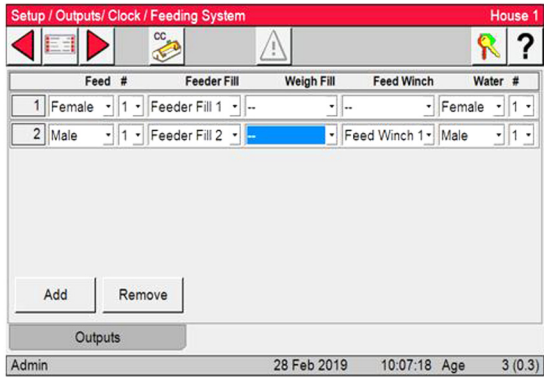 Setup / Outputs/ Clock / Feeding System House 1
CC ?
Feed # Feeder Fill Weigh Fill Feed Winch Water #
1 Female 1 Feeder Fill 1 -- -- Female 1
2 Male 1 Feeder Fill 2 -- Feed Winch 1 Male 1
Add Remove
Outputs
Admin 28 Feb 2019 10:07:18 Age 3 (0.3)